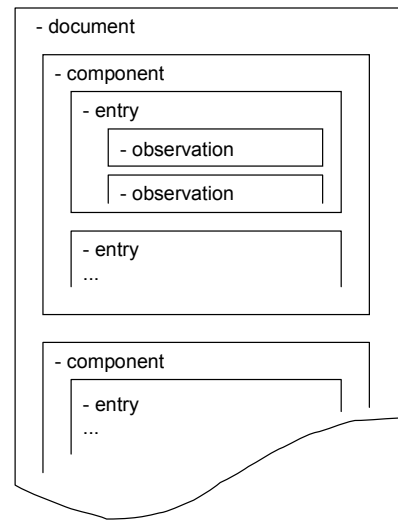 - document
- component
- entry
- observation
- observation
- entry
...
- component
- entry
...